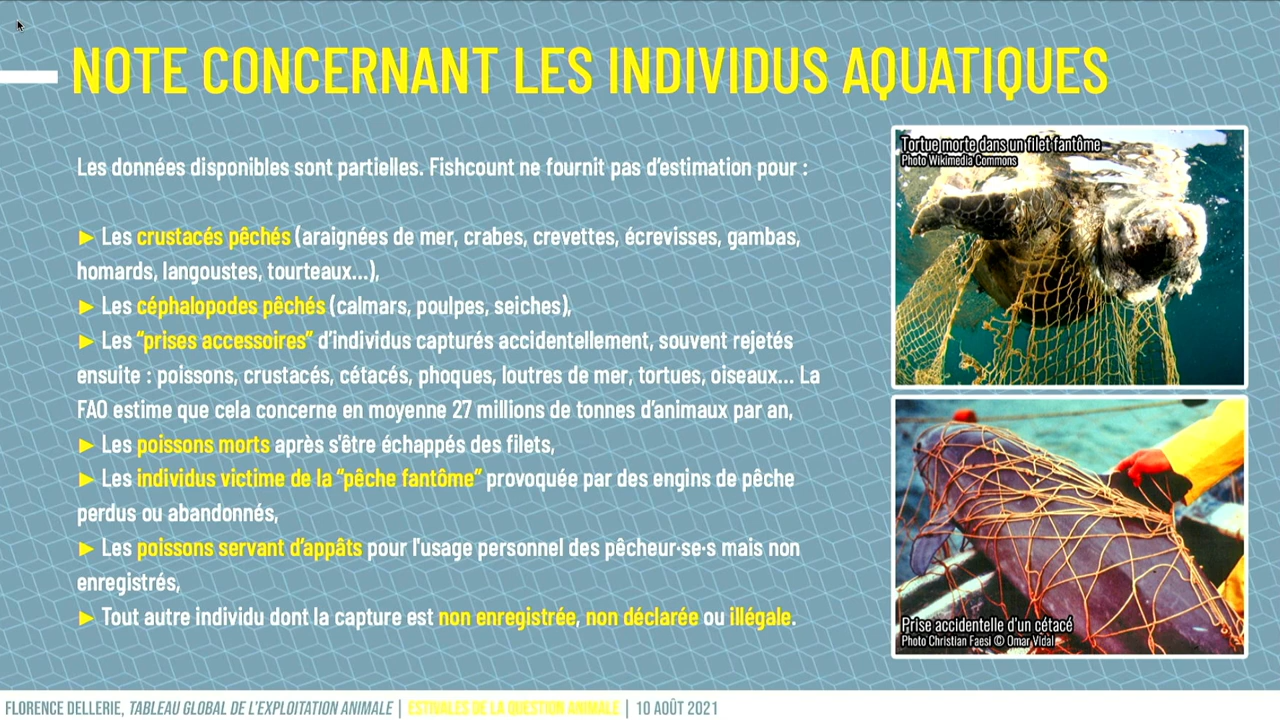 NOTE CONCERNANT LES INDIVIDUS AQUATIQUES
Les données disponibles sont partielles. Fishcount ne fournit pas d’estimation pour :
► Les crustacés pêchés (araignées de mer, crabes, crevettes, écrevisses, gambas,
homards, langoustes, tourteaux...),
► Les céphalopodes pêchés (calmars, poulpes, seiches),
► Les “prises accessoires” d’individus capturés accidentellement, souvent rejetés
ensuite : poissons, crustacés, cétacés, phoques, loutres de mer, tortues, oiseaux... La
FAO estime que cela concerne en moyenne 27 millions de tonnes d’animaux par an,
► Les poissons morts après s'être échappés des filets,
► Les individus victime de la “pêche fantôme” provoquée par des engins de pêche
perdus ou abandonnés,
► Les poissons servant d’appâts pour l'usage personnel des pêcheur·se·s mais non
enregistrés,
► Tout autre individu dont la capture est non enregistrée, non déclarée ou illégale.
Tortue morte dans un filet fantôme
Photo Wikimedia Commons
Prise accidentelle d'un cétacé
Photo Christian Faesi © Omar Vidal
FLORENCE DELLERIE, TABLEAU GLOBAL DE L'EXPLOITATION ANIMALE | ESTIVALES DE LA QUESTION ANIMALE | 10 AOÛT 2021